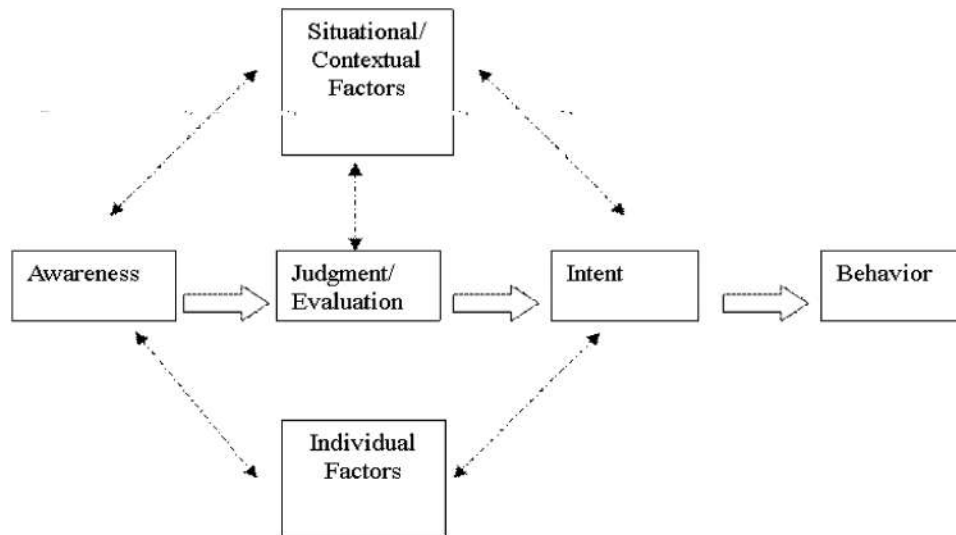 Situational/
Contextual
Factors
Awareness
Judgment/
Evaluation
Intent
Behavior
Individual
Factors